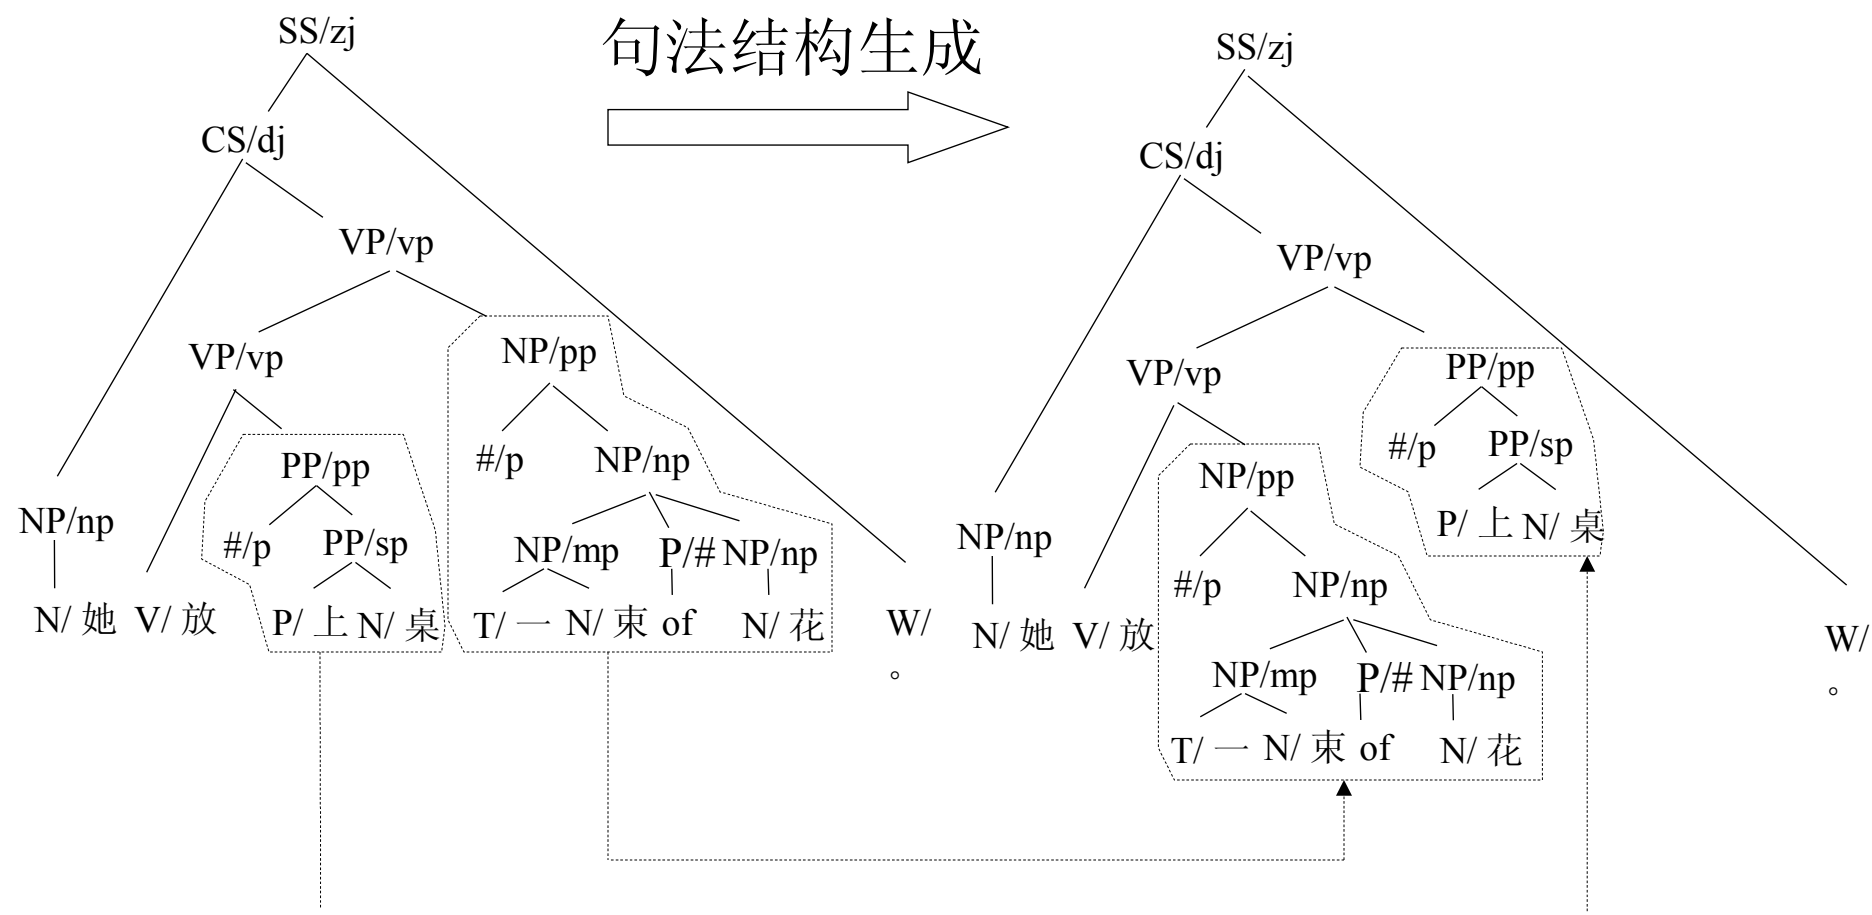 句法结构生成
SS/zj
CS/dj
VP/vp
VP/vp
NP/pp
PP/pp
#/p
NP/np
NP/np
#/p
PP/sp
NP/mp
P/#
NP/np
N/ 她
V/ 放
P/ 上
N/ 桌
T/ 一
N/ 束
of
N/ 花
W/
。
SS/zj
CS/dj
VP/vp
VP/vp
PP/pp
#/p
PP/sp
NP/pp
P/ 上
N/ 桌
NP/np
#/p
NP/np
N/ 她
V/ 放
W/
。
NP/mp
P/#
NP/np
T/ 一
N/ 束
of
N/ 花